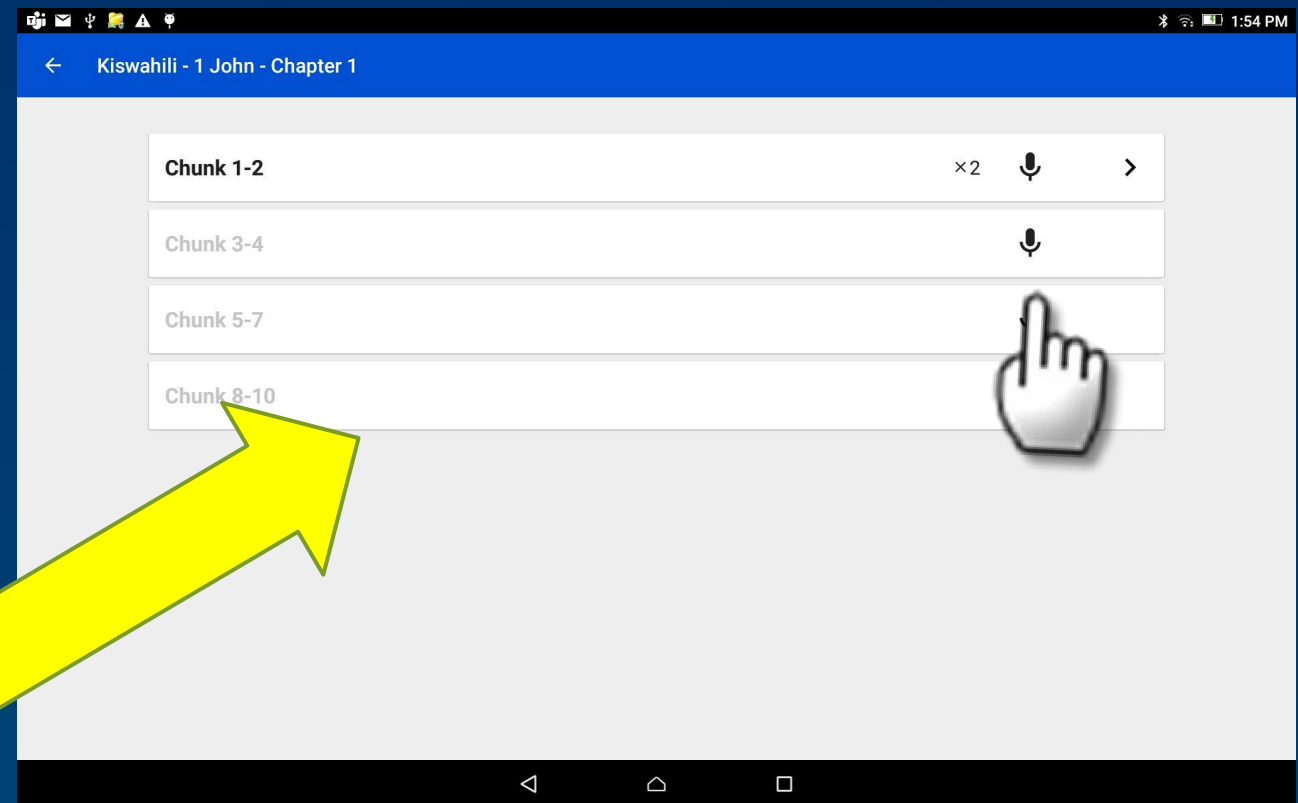 1:54 PM
Kiswahili - 1 John - Chapter 1
Chunk 1-2 ×2
Chunk 3-4
Chunk 5-7
Chunk 8-10